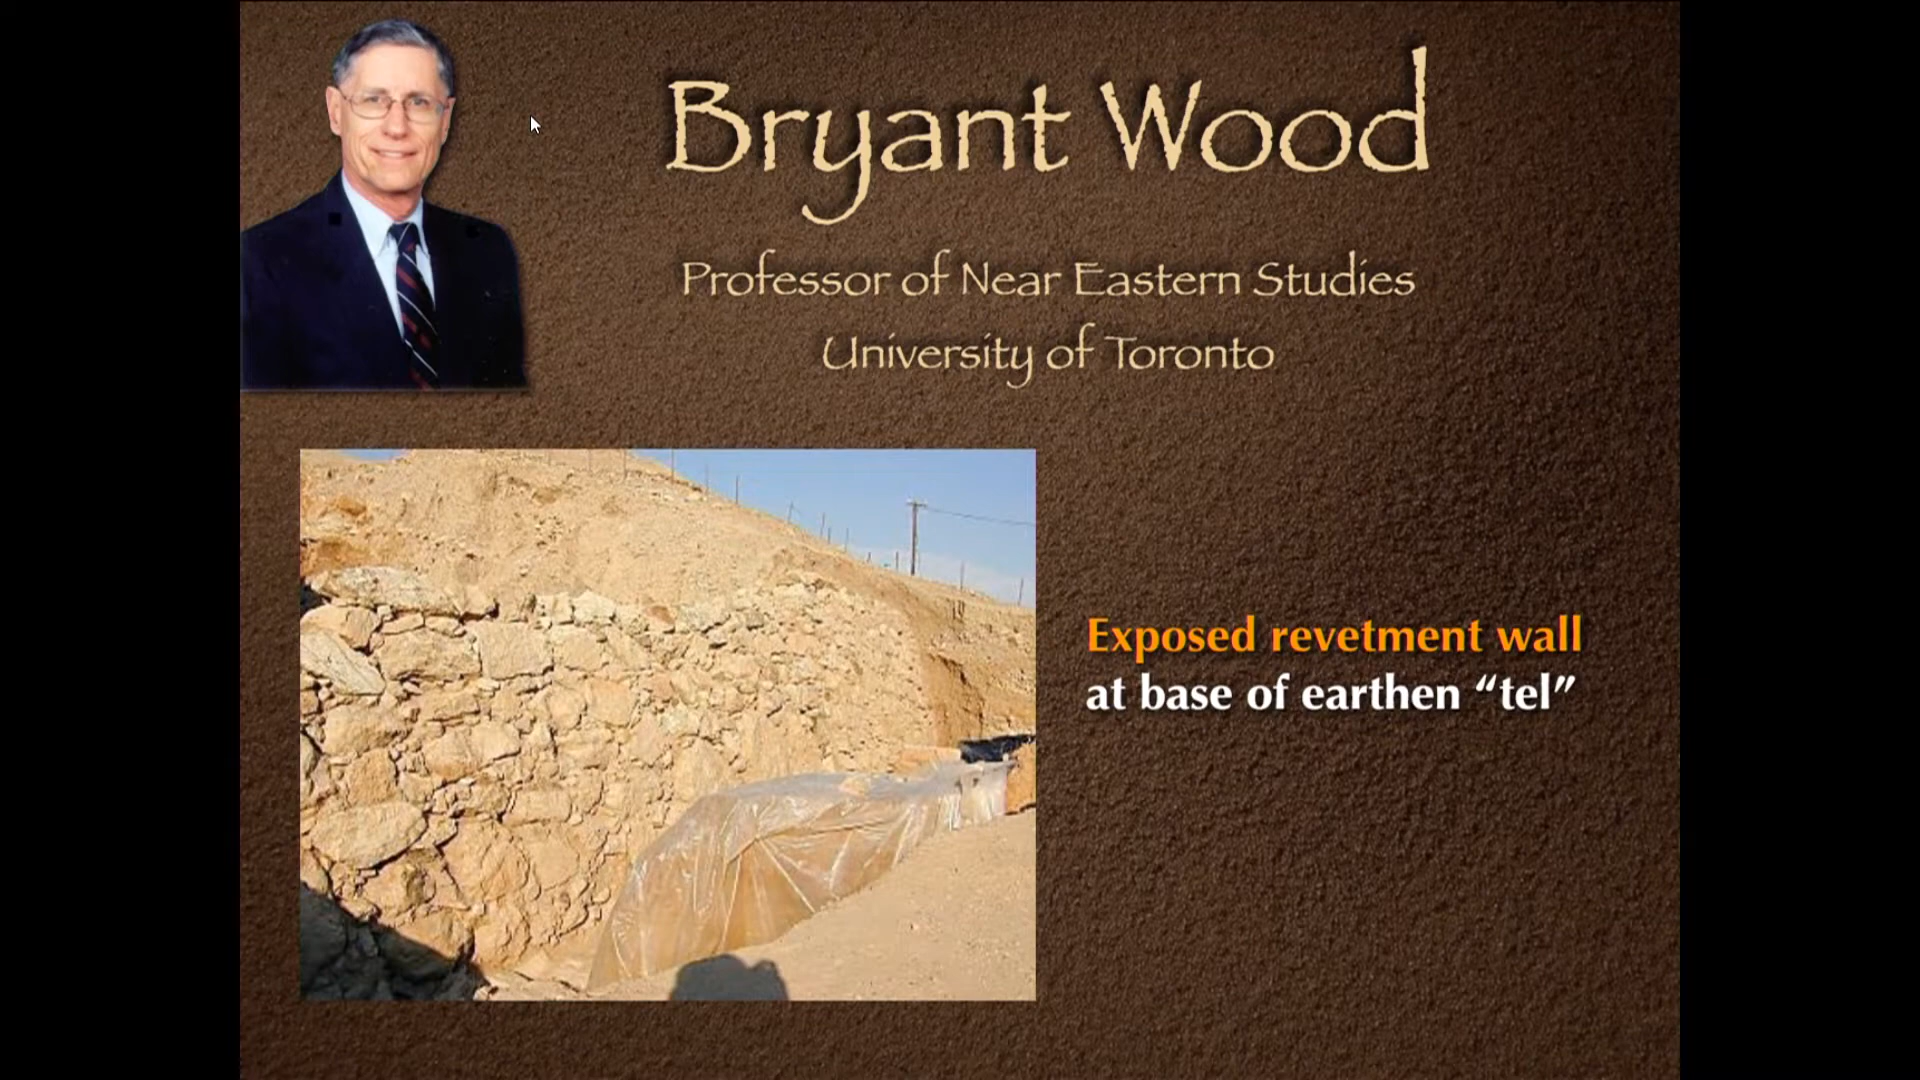 Bryant Wood
Professor of Near Eastern Studies
University of Toronto
Exposed revetment wall
at base of earthen “tel”